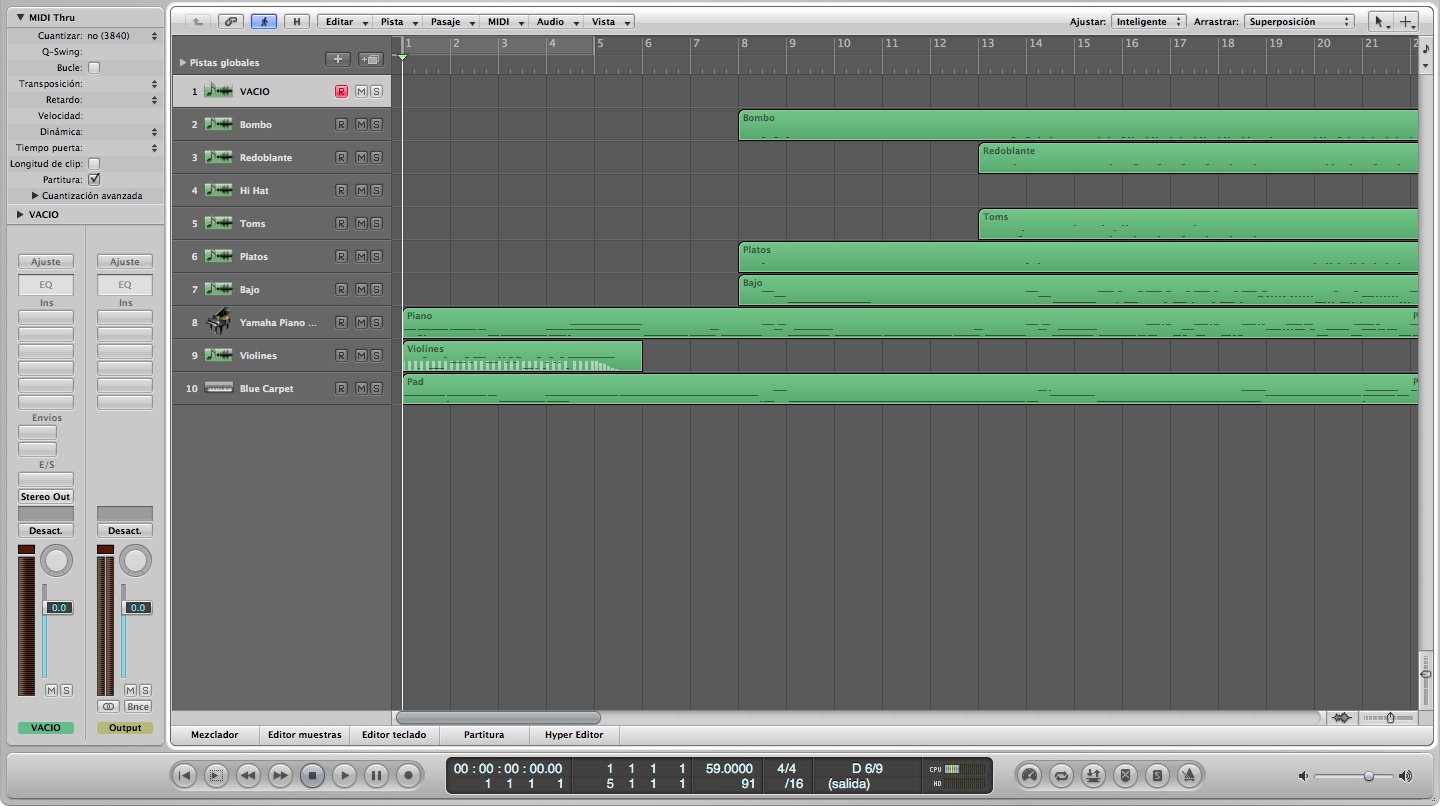 MIDI Thru
Cuantizar: no (3840)
Q-Swing:
Bucle:
Transposición:
Retardo:
Velocidad:
Dinámica:
Tiempo puerta:
Longitud de clip:
Partitura:
Cuantización avanzada
VACIO
Ajuste Ajuste
EQ EQ
Ins Ins
Envíos
E/S
Stereo Out
Desact. Desact.
0.0 0.0
M S M S
Bnce
VACIO Output
H Editar Pista Pasaje MIDI Audio Vista Ajustar: Inteligente Arrastrar: Superposición
1 2 3 4 5 6 7 8 9 10 11 12 13 14 15 16 17 18 19 20 21
Pistas globales
1 VACIO R M S
2 Bombo R M S Bombo
3 Redoblante R M S Redoblante
4 Hi Hat R M S
5 Toms R M S Toms
6 Platos R M S Platos
7 Bajo R M S Bajo
8 Yamaha Piano ... R M S Piano P
9 Violines R M S Violines
10 Blue Carpet R M S Pad P
Mezclador Editor muestras Editor teclado Partitura Hyper Editor
00 : 00 : 00 : 00.00 1 1 1 1 59.0000 4/4 D 6/9 CPU
1 1 1 1 5 1 1 1 91 /16 (salida) HD
S